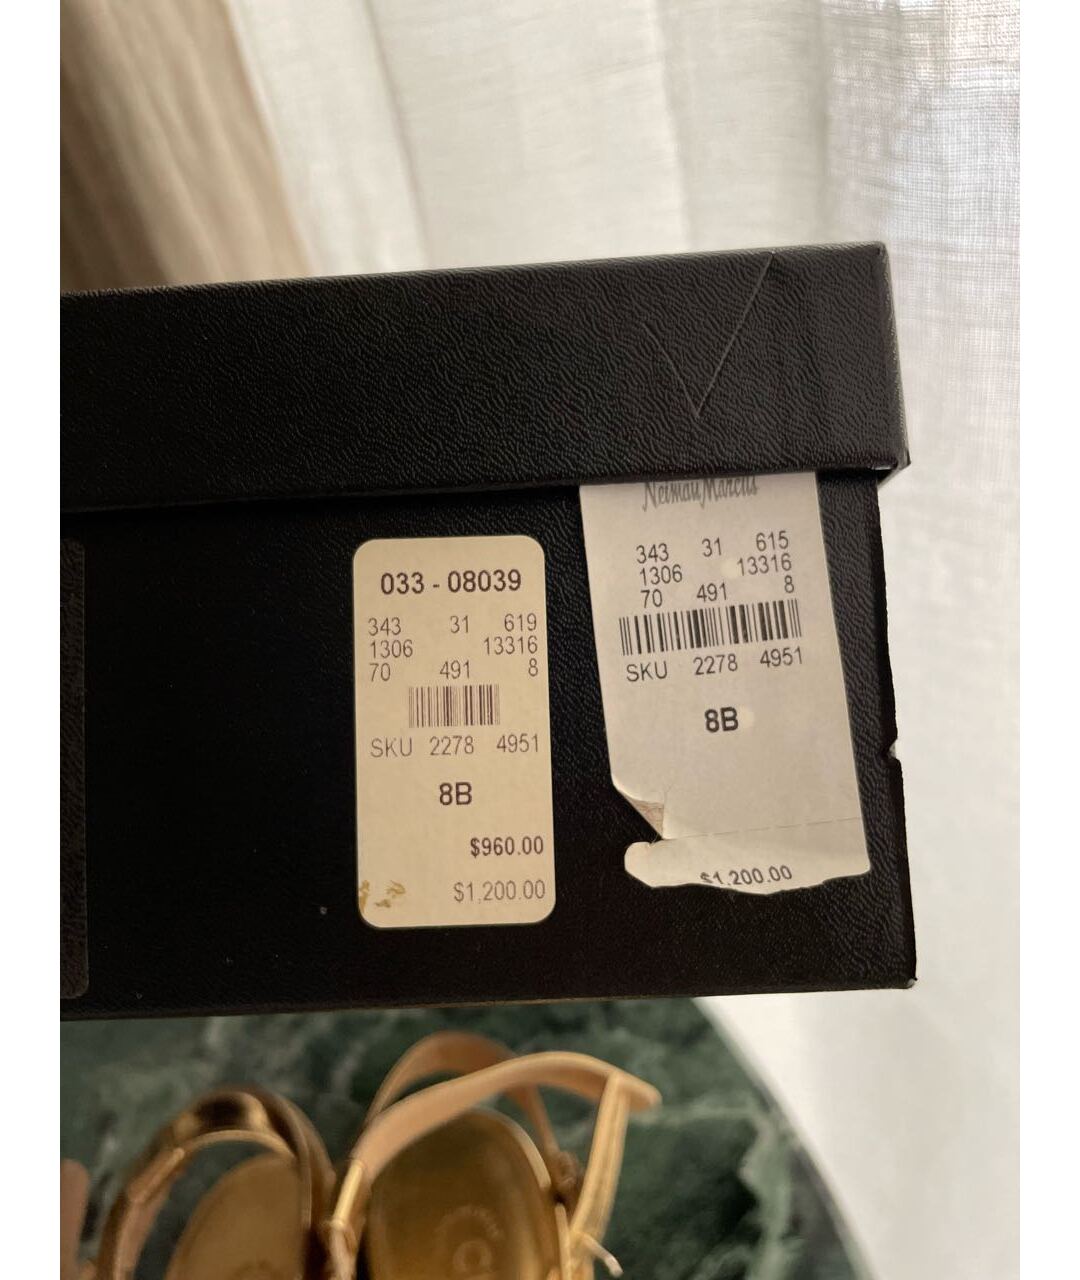 033 - 08039
343 31 619
1306 13316
70 491 8
SKU 2278 4951
8B
$960.00
$1,200.00
Neiman Marcus
343 31 615
1306 13316
70 491 8
SKU 2278 4951
8B
$1,200.00